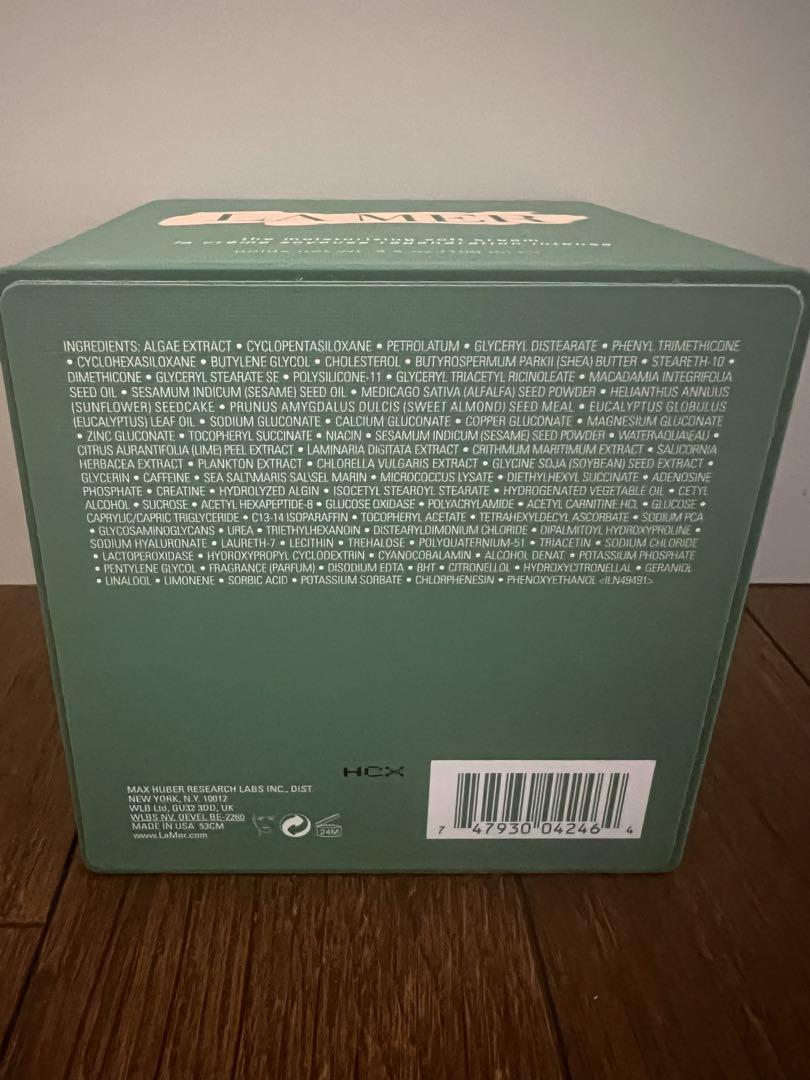 LA MER
the moisturizing soft cream
INGREDIENTS: ALGAE EXTRACT • CYCLOPENTASILOXANE • PETROLATUM • GLYCERYL DISTEARATE • PHENYL TRIMETHICONE
• CYCLOHEXASILOXANE • BUTYLENE GLYCOL • CHOLESTEROL • BUTYROSPERMUM PARKII (SHEA) BUTTER • STEARETH-10 •
DIMETHICONE • GLYCERYL STEARATE SE • POLYSILICONE-11 • GLYCERYL TRIACETYL RICINOLEATE • MACADAMIA INTEGRIFOLIA
SEED OIL • SESAMUM INDICUM (SESAME) SEED OIL • MEDICAGO SATIVA (ALFALFA) SEED POWDER • HELIANTHUS ANNUUS
(SUNFLOWER) SEEDCAKE • PRUNUS AMYGDALUS DULCIS (SWEET ALMOND) SEED MEAL • EUCALYPTUS GLOBULUS
(EUCALYPTUS) LEAF OIL • SODIUM GLUCONATE • CALCIUM GLUCONATE • COPPER GLUCONATE • MAGNESIUM GLUCONATE
• ZINC GLUCONATE • TOCOPHERYL SUCCINATE • NIACIN • SESAMUM INDICUM (SESAME) SEED POWDER • WATER\AQUA\EAU •
CITRUS AURANTIFOLIA (LIME) PEEL EXTRACT • LAMINARIA DIGITATA EXTRACT • CRITHMUM MARITIMUM EXTRACT • SALICORNIA
HERBACEA EXTRACT • PLANKTON EXTRACT • CHLORELLA VULGARIS EXTRACT • GLYCINE SOJA (SOYBEAN) SEED EXTRACT •
GLYCERIN • CAFFEINE • SEA SALT\MARIS SAL\SEL MARIN • MICROCOCCUS LYSATE • DIETHYLHEXYL SUCCINATE • ADENOSINE
PHOSPHATE • CREATINE • HYDROLYZED ALGIN • ISOCETYL STEAROYL STEARATE • HYDROGENATED VEGETABLE OIL • CETYL
ALCOHOL • SUCROSE • ACETYL HEXAPEPTIDE-8 • GLUCOSE OXIDASE • POLYACRYLAMIDE • ACETYL CARNITINE HCL • GLUCOSE •
CAPRYLIC/CAPRIC TRIGLYCERIDE • C13-14 ISOPARAFFIN • TOCOPHERYL ACETATE • TETRAHEXYLDECYL ASCORBATE • SODIUM PCA
• GLYCOSAMINOGLYCANS • UREA • TRIETHYLHEXANOIN • DISTEARYLDIMONIUM CHLORIDE • DIPALMITOYL HYDROXYPROLINE •
SODIUM HYALURONATE • LAURETH-7 • LECITHIN • TREHALOSE • POLYQUATERNIUM-51 • TRIACETIN • SODIUM CHLORIDE
• LACTOPEROXIDASE • HYDROXYPROPYL CYCLODEXTRIN • CYANOCOBALAMIN • ALCOHOL DENAT. • POTASSIUM PHOSPHATE
• PENTYLENE GLYCOL • FRAGRANCE (PARFUM) • DISODIUM EDTA • BHT • CITRONELLOL • HYDROXYCITRONELLAL • GERANIOL
• LINALOOL • LIMONENE • SORBIC ACID • POTASSIUM SORBATE • CHLORPHENESIN • PHENOXYETHANOL <ILN49491>
HCX
MAX HUBER RESEARCH LABS INC., DIST.
NEW YORK, N.Y. 10012
WLB Ltd, GU32 3DD, UK
WLBS NV, OEVEL BE-2260
MADE IN USA 53CM
www.LaMer.com
24M
7 47930 04246 4